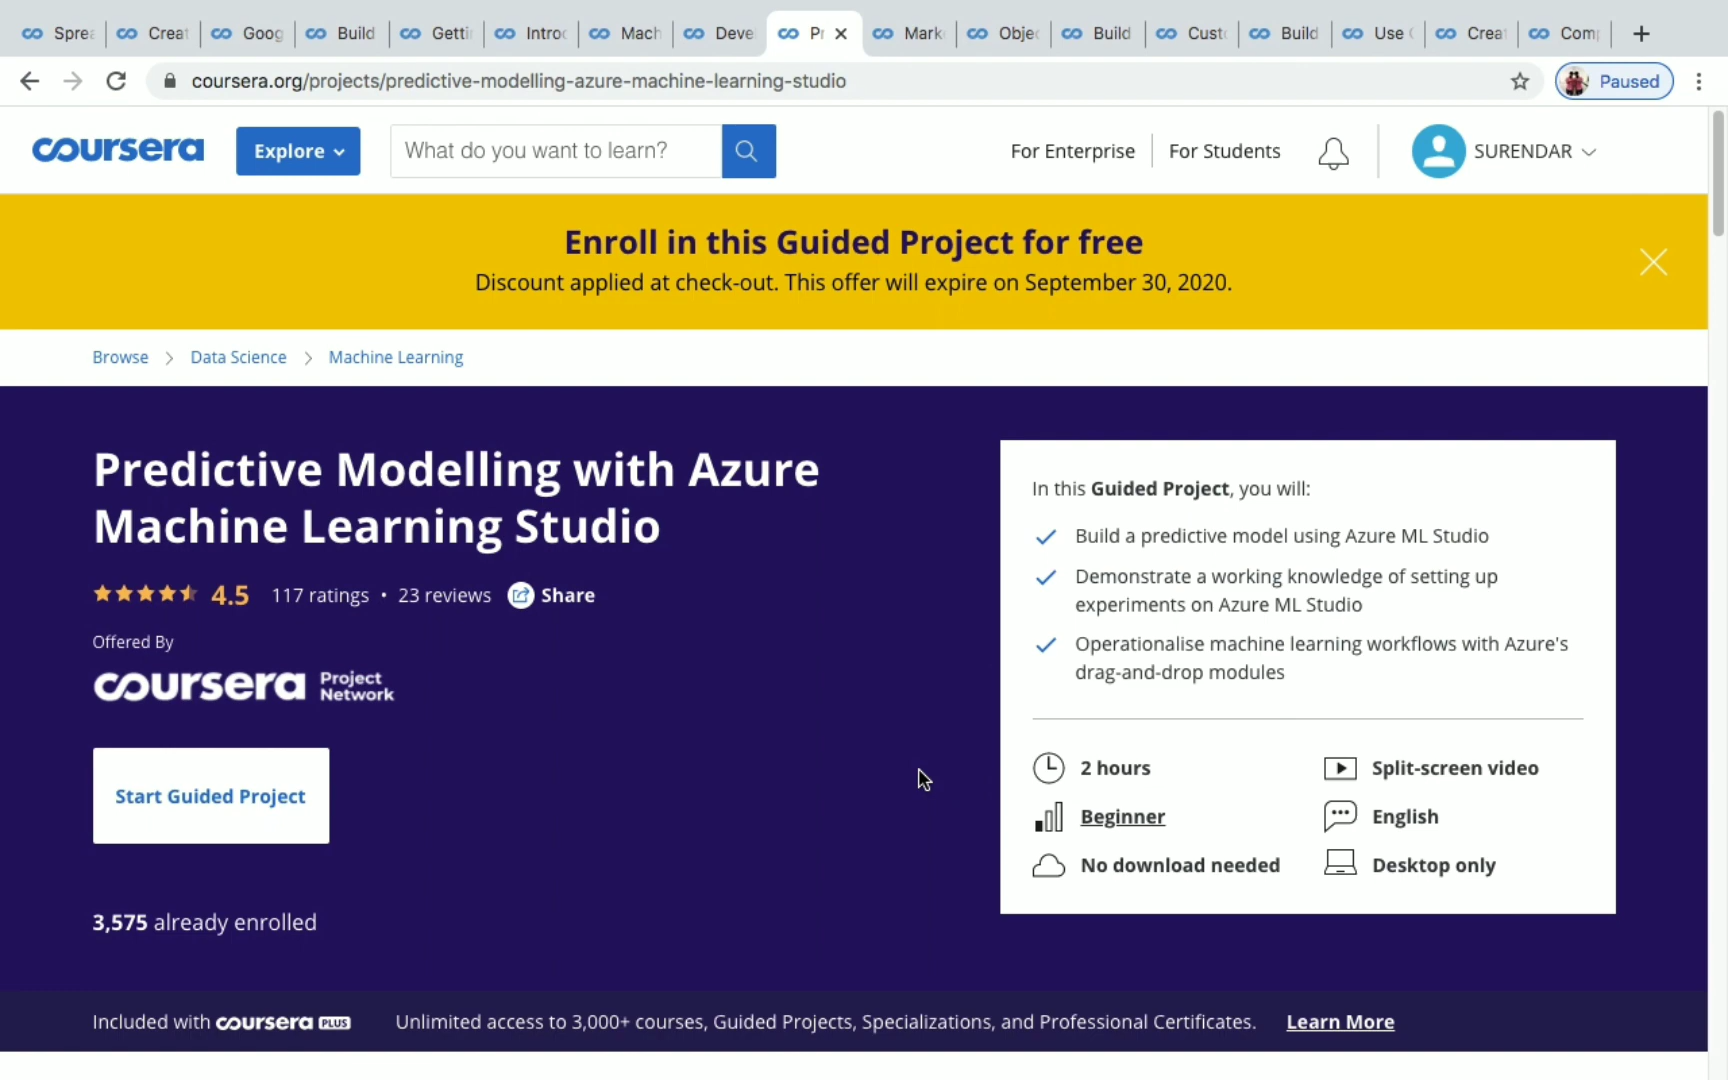 Sprea
Creat
Goog
Build
Gettin
Introd
Mach
Deve
Pr
Mark
Objec
Build
Custo
Build
Use
Creat
Comp
coursera.org/projects/predictive-modelling-azure-machine-learning-studio
Paused
coursera
Explore
What do you want to learn?
For Enterprise
For Students
SURENDAR
Enroll in this Guided Project for free
Discount applied at check-out. This offer will expire on September 30, 2020.
Browse
Data Science
Machine Learning
Predictive Modelling with Azure
Machine Learning Studio
4.5 117 ratings • 23 reviews Share
Offered By
coursera Project Network
Start Guided Project
3,575 already enrolled
In this Guided Project, you will:
Build a predictive model using Azure ML Studio
Demonstrate a working knowledge of setting up
experiments on Azure ML Studio
Operationalise machine learning workflows with Azure's
drag-and-drop modules
2 hours
Split-screen video
Beginner
English
No download needed
Desktop only
Included with coursera PLUS
Unlimited access to 3,000+ courses, Guided Projects, Specializations, and Professional Certificates. Learn More